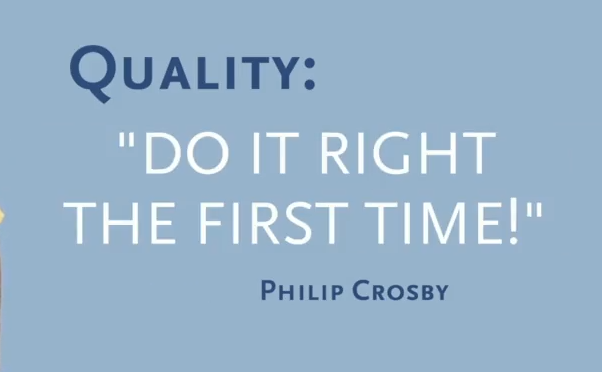 QUALITY:
"DO IT RIGHT
THE FIRST TIME!"
PHILIP CROSBY